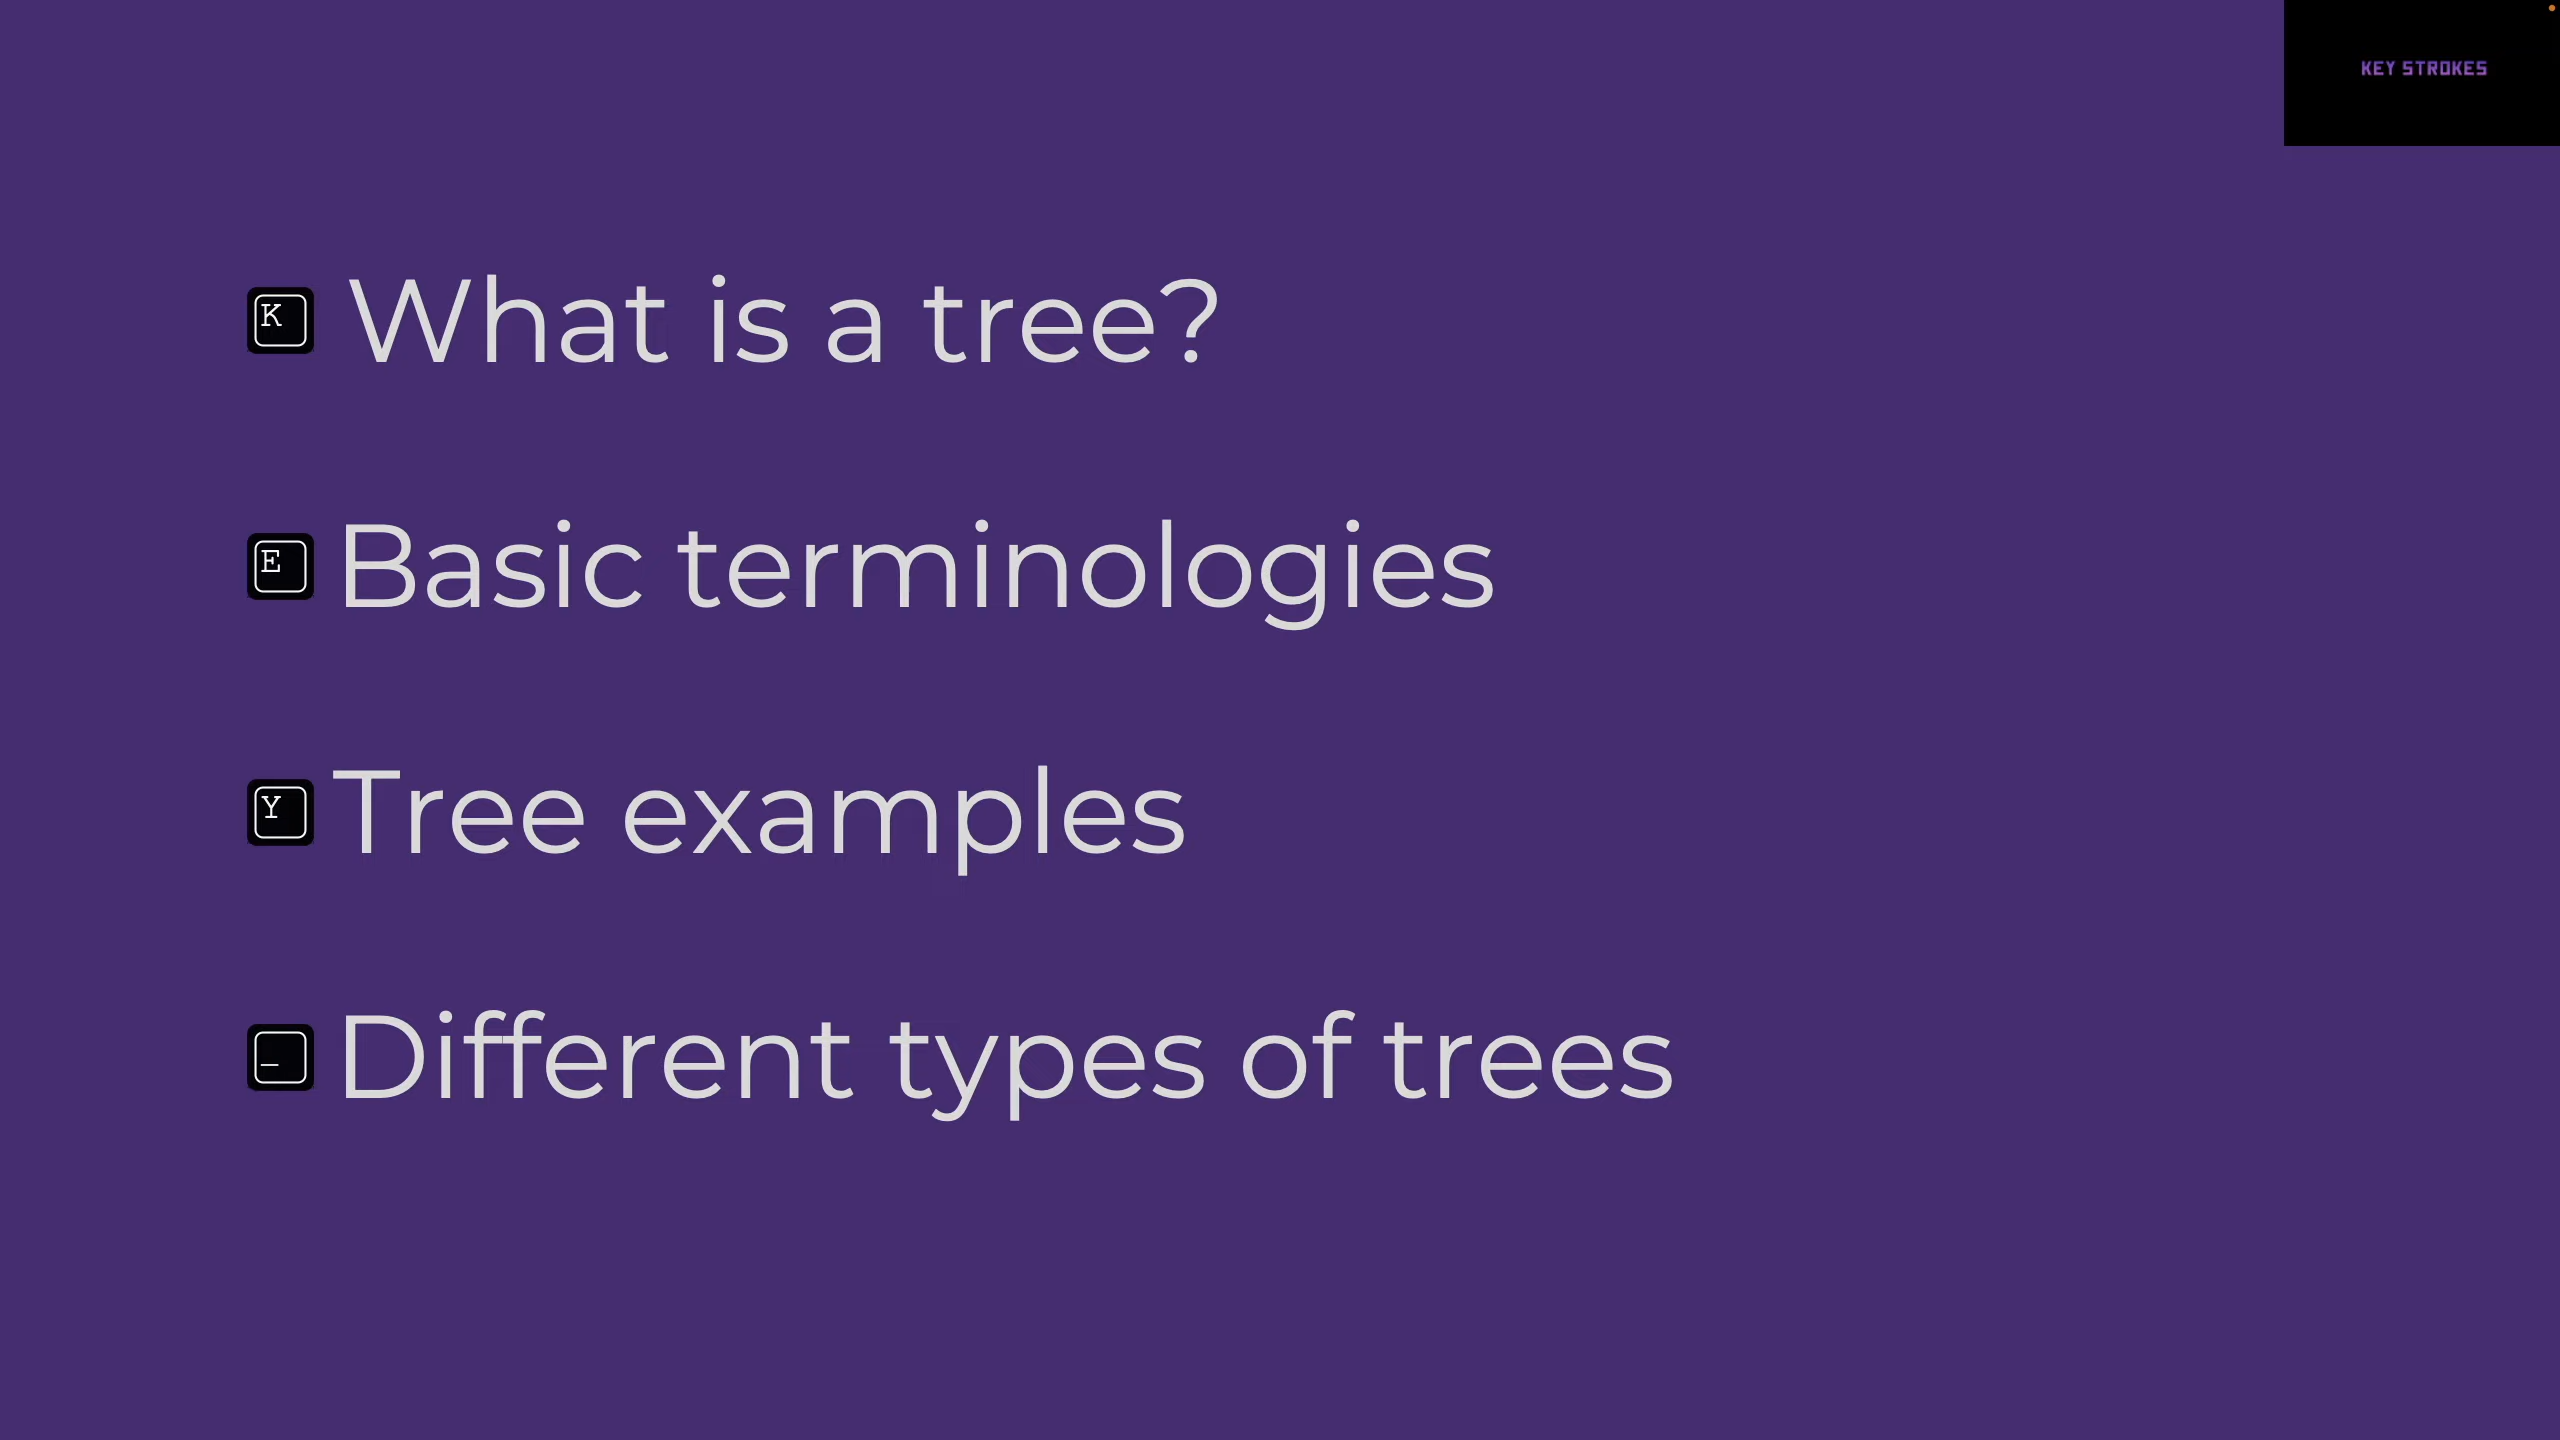 KEY STROKES
K What is a tree?
E Basic terminologies
Y Tree examples
_ Different types of trees